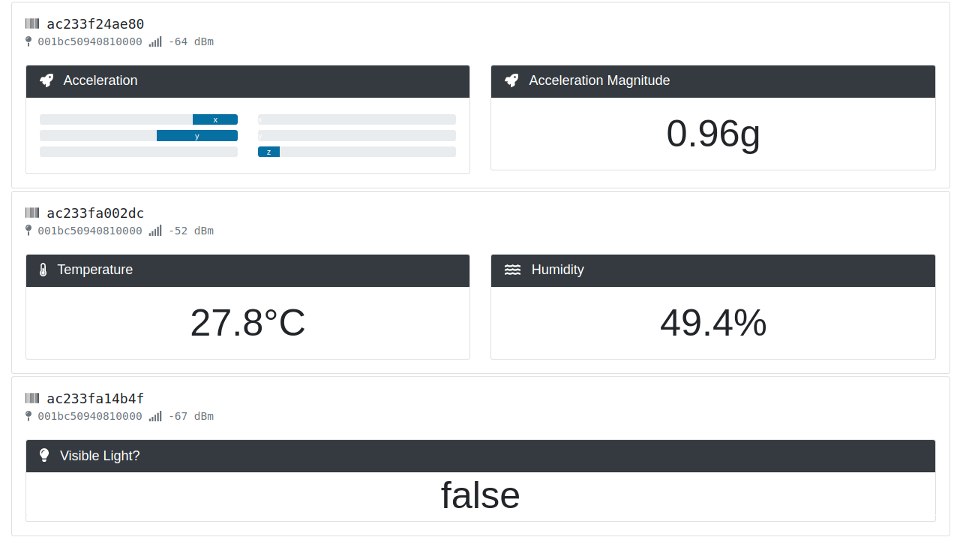 ac233f24ae80
001bc50940810000 -64 dBm
Acceleration
x
y
z
Acceleration Magnitude
0.96g
ac233fa002dc
001bc50940810000 -52 dBm
Temperature
27.8°C
Humidity
49.4%
ac233fa14b4f
001bc50940810000 -67 dBm
Visible Light?
false